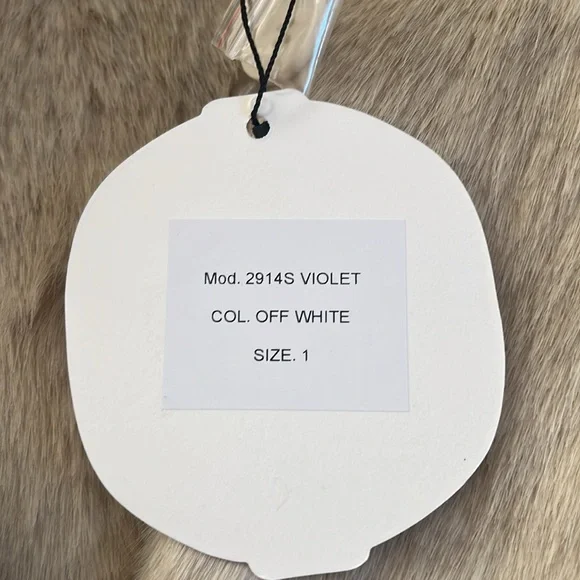 Mod. 2914S VIOLET
COL. OFF WHITE
SIZE. 1